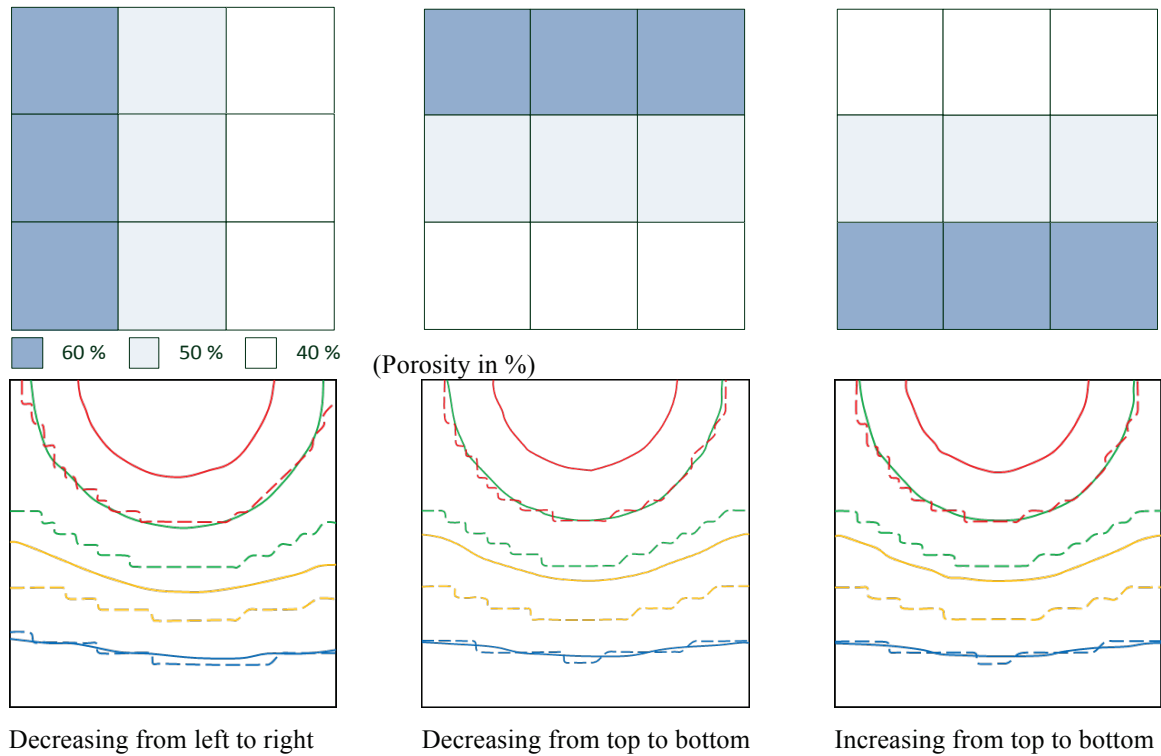 60 % 50 % 40 % (Porosity in %)
Decreasing from left to right Decreasing from top to bottom Increasing from top to bottom